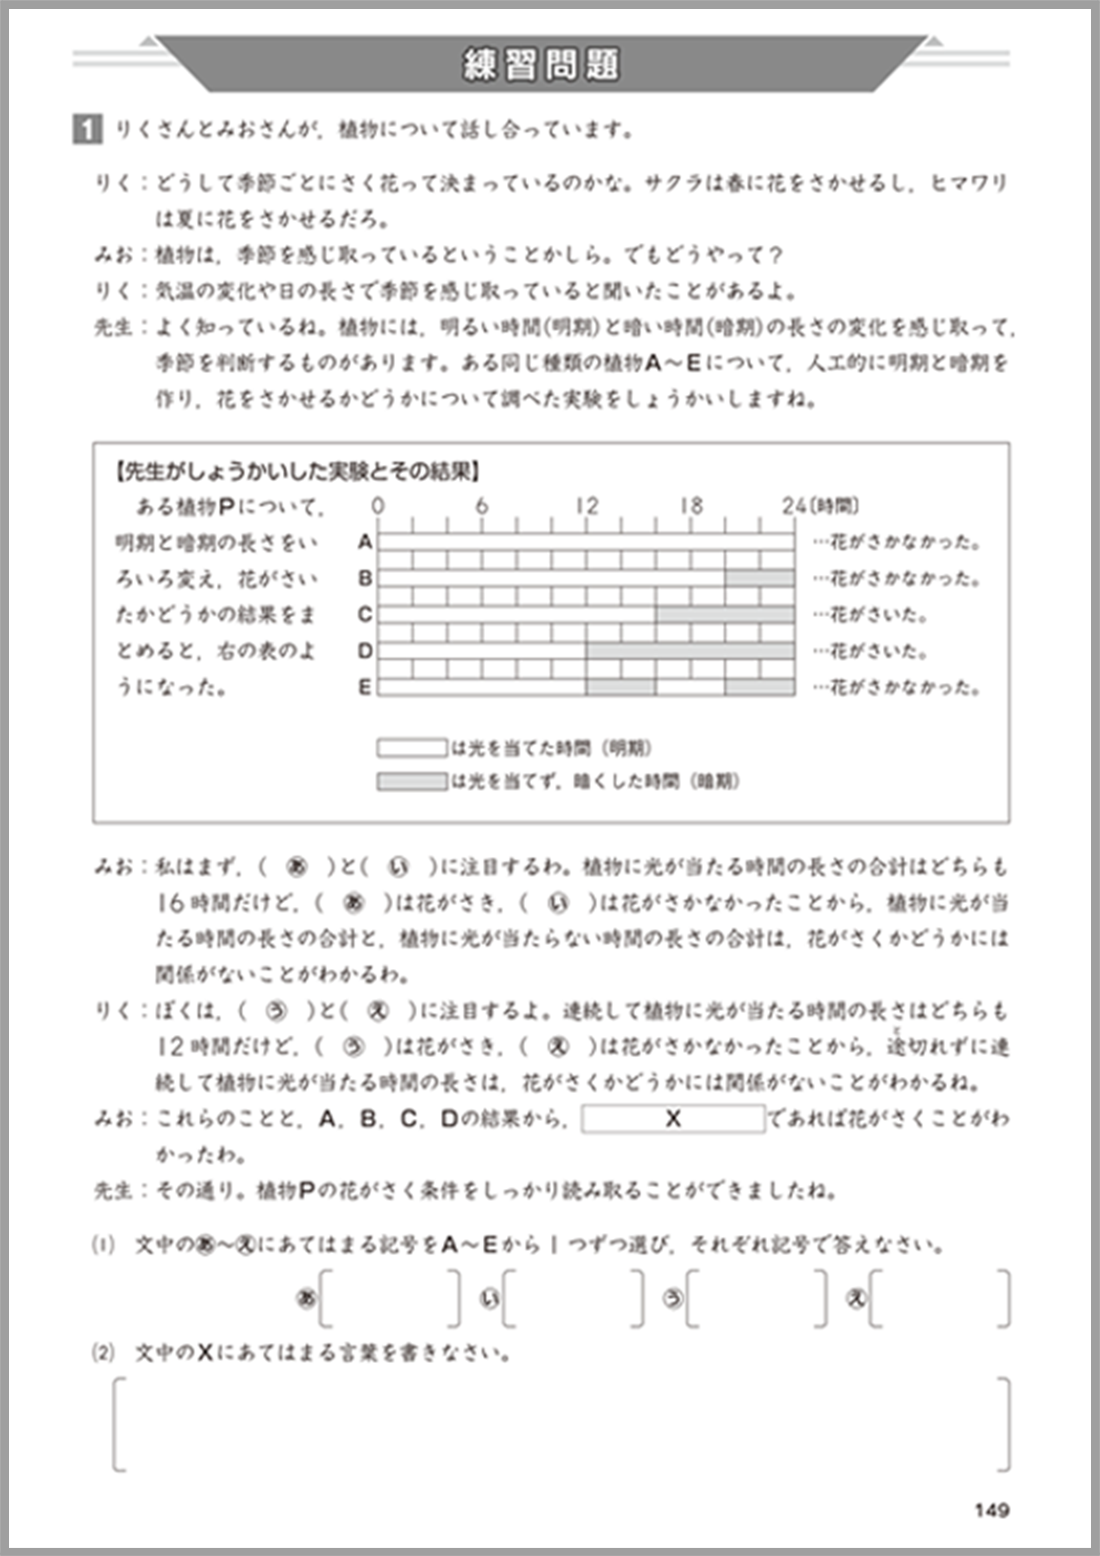 練習問題
1 りくさんとみおさんが，植物について話し合っています。
りく：どうして季節ごとにさく花って決まっているのかな。サクラは春に花をさかせるし，ヒマワリ
は夏に花をさかせるだろ。
みお：植物は，季節を感じ取っているということかしら。でもどうやって？
りく：気温の変化や日の長さで季節を感じ取っていると聞いたことがあるよ。
先生：よく知っているね。植物には，明るい時間(明期)と暗い時間(暗期)の長さの変化を感じ取って，
季節を判断するものがあります。ある同じ種類の植物A～Eについて，人工的に明期と暗期を
作り，花をさかせるかどうかについて調べた実験をしょうかいしますね。
【先生がしょうかいした実験とその結果】
ある植物Pについて，
明期と暗期の長さをい
ろいろ変え，花がさい
たかどうかの結果をま
とめると，右の表のよ
うになった。
0 6 12 18 24〔時間〕
A …花がさかなかった。
B …花がさかなかった。
C …花がさいた。
D …花がさいた。
E …花がさかなかった。
は光を当てた時間（明期）
は光を当てず，暗くした時間（暗期）
みお：私はまず，( あ )と( い )に注目するわ。植物に光が当たる時間の長さの合計はどちらも
16時間だけど，( あ )は花がさき，( い )は花がさかなかったことから，植物に光が当
たる時間の長さの合計と，植物に光が当たらない時間の長さの合計は，花がさくかどうかには
関係がないことがわかるわ。
りく：ぼくは，( う )と( え )に注目するよ。連続して植物に光が当たる時間の長さはどちらも
12時間だけど，( う )は花がさき，( え )は花がさかなかったことから，途切れずに連
と
続して植物に光が当たる時間の長さは，花がさくかどうかには関係がないことがわかるね。
みお：これらのことと，A，B，C，Dの結果から， X であれば花がさくことがわ
かったわ。
先生：その通り。植物Pの花がさく条件をしっかり読み取ることができましたね。
(1) 文中のあ～えにあてはまる記号をA～Eから1つずつ選び，それぞれ記号で答えなさい。
あ〔 〕 い〔 〕 う〔 〕 え〔 〕
(2) 文中のXにあてはまる言葉を書きなさい。
〔 〕
149